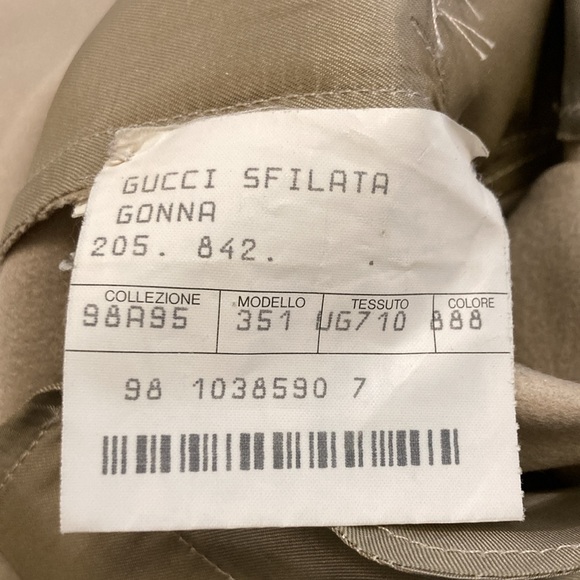 GUCCI SFILATA
GONNA
205. 842. .
COLLEZIONE MODELLO TESSUTO COLORE
98A95 351 UG710 888
98 1038590 7